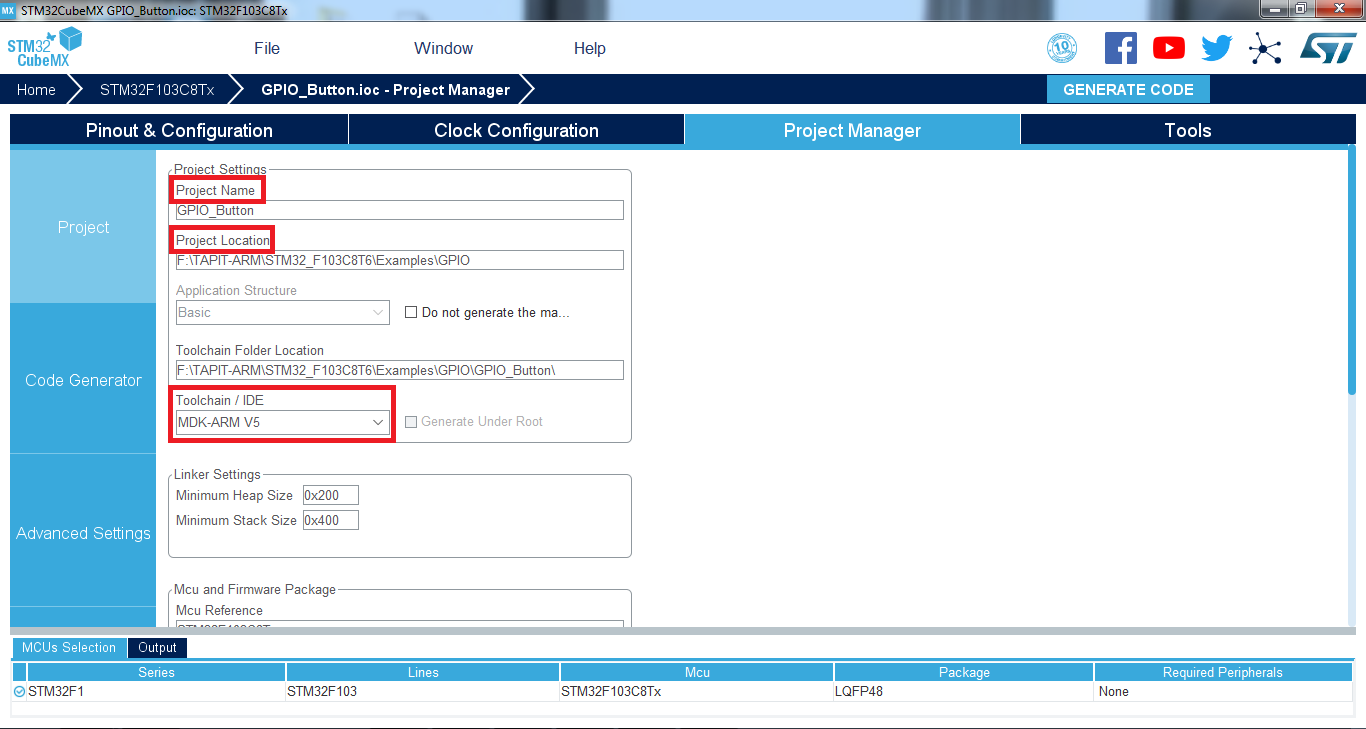 MX STM32CubeMX GPIO_Button.ioc: STM32F103C8Tx
STM32
CubeMX
File Window Help
10
ST
Home STM32F103C8Tx GPIO_Button.ioc - Project Manager GENERATE CODE
Pinout & Configuration Clock Configuration Project Manager Tools
Project
Code Generator
Advanced Settings
Project Settings
Project Name
GPIO_Button
Project Location
F:\TAPIT-ARM\STM32_F103C8T6\Examples\GPIO
Application Structure
Basic Do not generate the ma...
Toolchain Folder Location
F:\TAPIT-ARM\STM32_F103C8T6\Examples\GPIO\GPIO_Button\
Toolchain / IDE
MDK-ARM V5 Generate Under Root
Linker Settings
Minimum Heap Size 0x200
Minimum Stack Size 0x400
Mcu and Firmware Package
Mcu Reference
MCUs Selection Output
Series Lines Mcu Package Required Peripherals
STM32F1 STM32F103 STM32F103C8Tx LQFP48 None